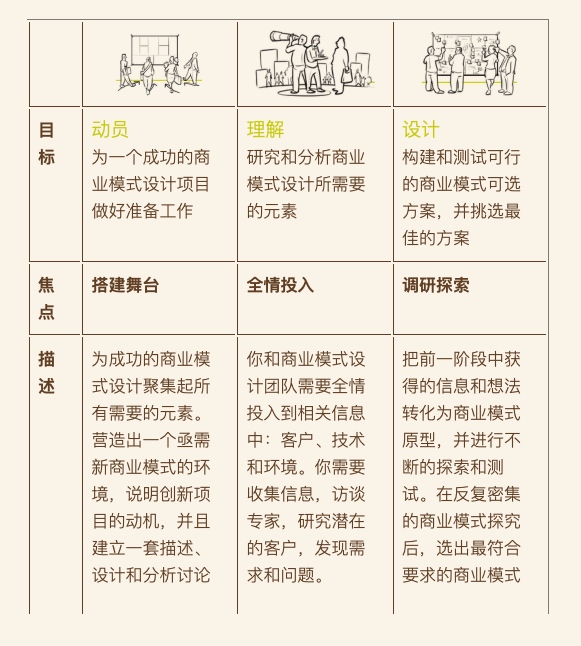 目
标
动员
为一个成功的商
业模式设计项目
做好准备工作
理解
研究和分析商业
模式设计所需要
的元素
设计
构建和测试可行
的商业模式可选
方案，并挑选最
佳的方案
焦
点
搭建舞台
全情投入
调研探索
描
述
为成功的商业模
式设计聚集起所
有需要的元素。
营造出一个亟需
新商业模式的环
境，说明创新项
目的动机，并且
建立一套描述、
设计和分析讨论
你和商业模式设
计团队需要全情
投入到相关信息
中：客户、技术
和环境。你需要
收集信息，访谈
专家，研究潜在
的客户，发现需
求和问题。
把前一阶段中获
得的信息和想法
转化为商业模式
原型，并进行不
断的探索和测
试。在反复密集
的商业模式探究
后，选出最符合
要求的商业模式